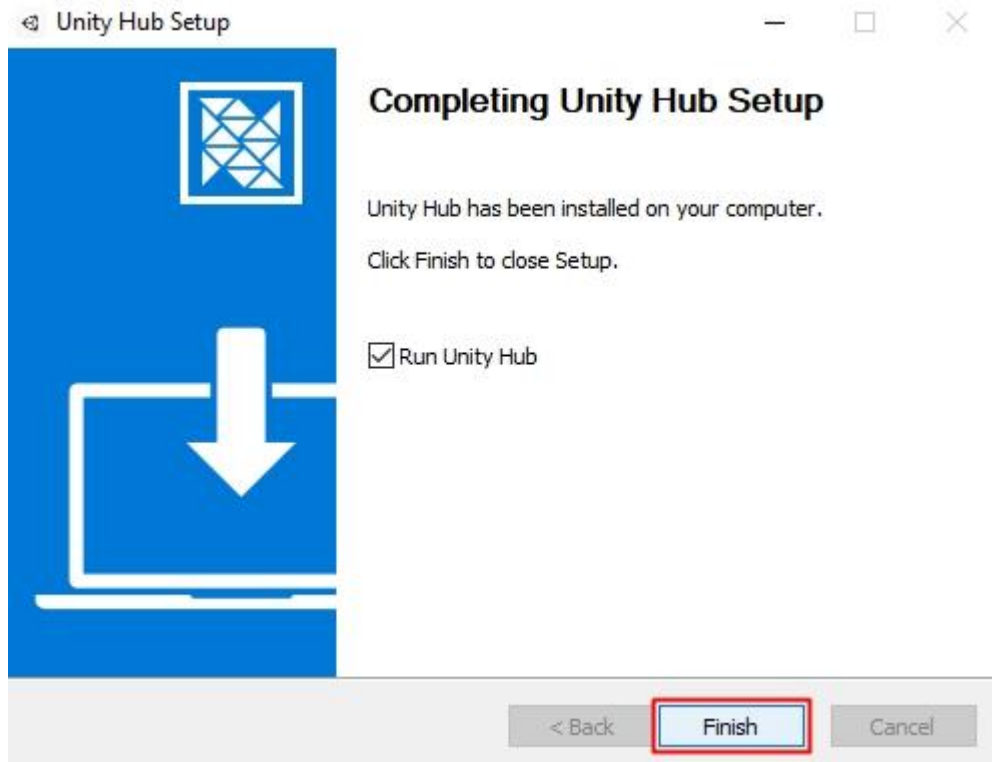 Unity Hub Setup
Completing Unity Hub Setup
Unity Hub has been installed on your computer.
Click Finish to close Setup.
Run Unity Hub
< Back
Finish
Cancel